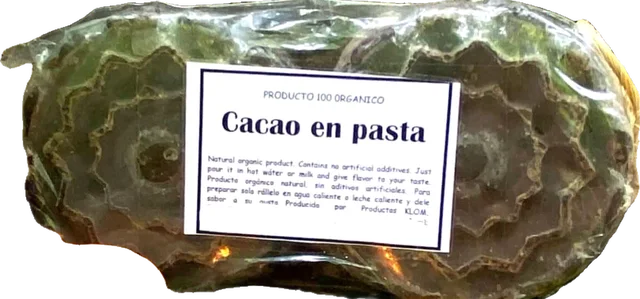 PRODUCTO 100 ORGANICO
Cacao en pasta
Natural organic product. Contains no artificial additives. Just
pour it in hot water or milk and give flavor to your taste.
Producto orgánico natural, sin aditivos artificiales. Para
preparar solo rállelo en agua caliente o leche caliente y dele
sabor a su gusto Producido por Productos KLOM,